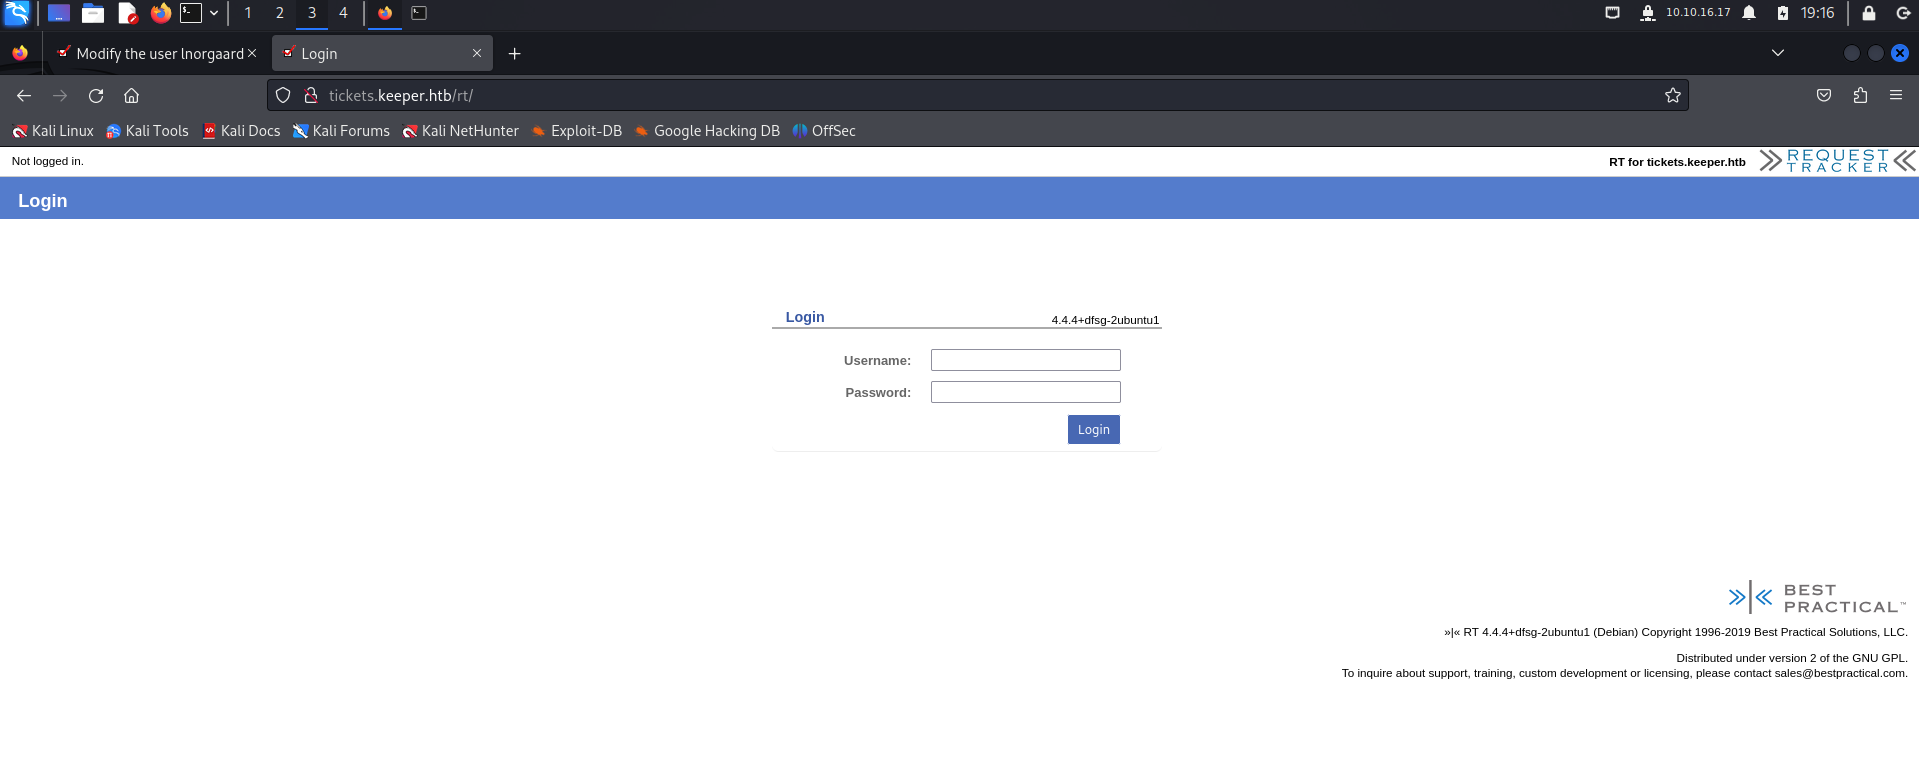 1 2 3 4 10.10.16.17 19:16
Modify the user lnorgaard Login
tickets.keeper.htb/rt/
Kali Linux Kali Tools Kali Docs Kali Forums Kali NetHunter Exploit-DB Google Hacking DB OffSec
Not logged in. RT for tickets.keeper.htb REQUEST
TRACKER
Login
Login 4.4.4+dfsg-2ubuntu1
Username:
Password:
Login
BEST
PRACTICAL™
»|« RT 4.4.4+dfsg-2ubuntu1 (Debian) Copyright 1996-2019 Best Practical Solutions, LLC.
Distributed under version 2 of the GNU GPL.
To inquire about support, training, custom development or licensing, please contact sales@bestpractical.com.